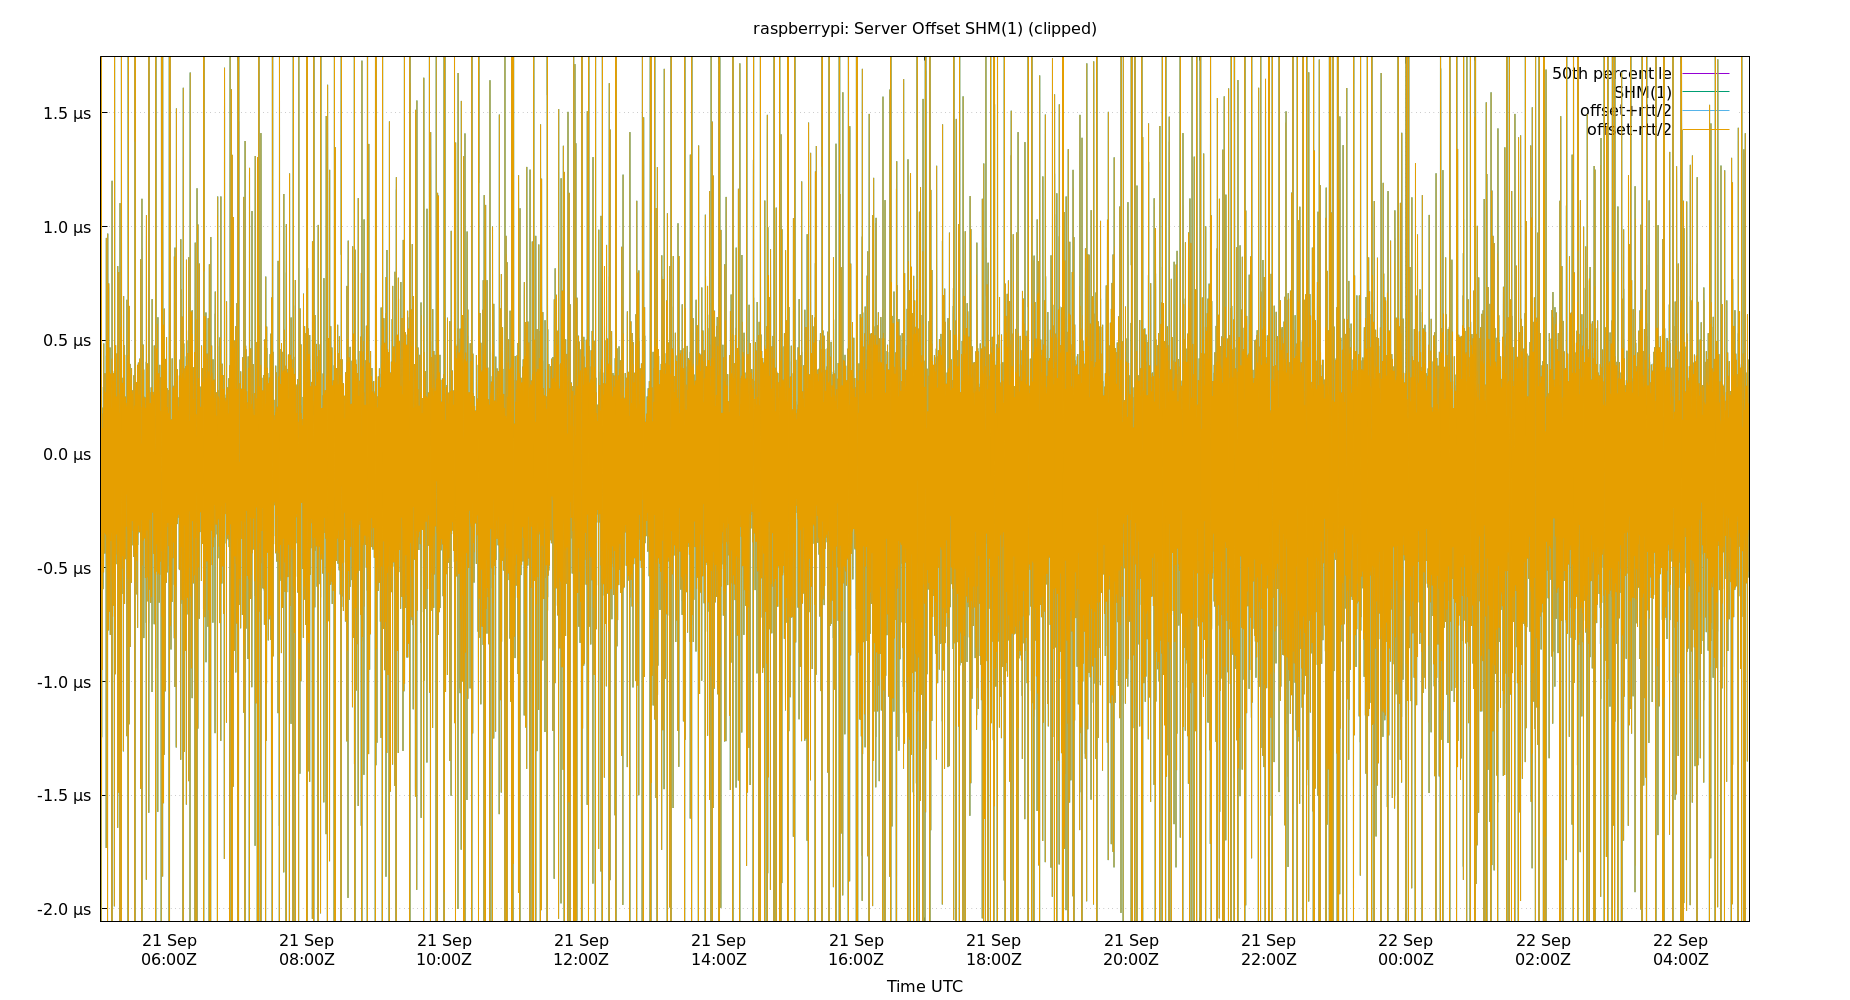 raspberrypi: Server Offset SHM(1) (clipped)
50th percentile
SHM(1)
offset+rtt/2
offset-rtt/2
1.5 µs
1.0 µs
0.5 µs
0.0 µs
-0.5 µs
-1.0 µs
-1.5 µs
-2.0 µs
21 Sep 21 Sep 21 Sep 21 Sep 21 Sep 21 Sep 21 Sep 21 Sep 21 Sep 22 Sep 22 Sep 22 Sep
06:00Z 08:00Z 10:00Z 12:00Z 14:00Z 16:00Z 18:00Z 20:00Z 22:00Z 00:00Z 02:00Z 04:00Z
Time UTC